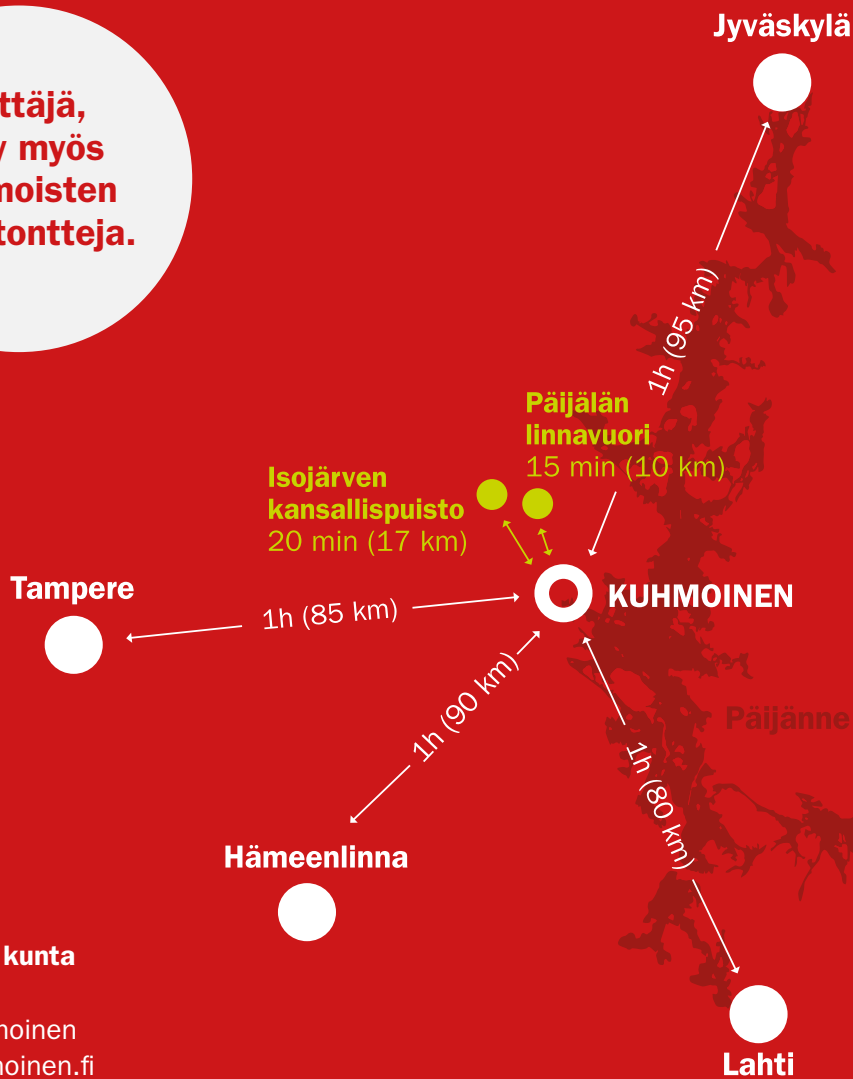 Jyväskylä
ttäjä,
myös
moisten
tontteja.
1h (95 km)
Päijälän
linnavuori
15 min (10 km)
Isojärven
kansallispuisto
20 min (17 km)
Tampere
1h (85 km)
KUHMOINEN
1h (90 km)
Päijänne
1h (80 km)
Hämeenlinna
kunta
moinen
moinen.fi
Lahti